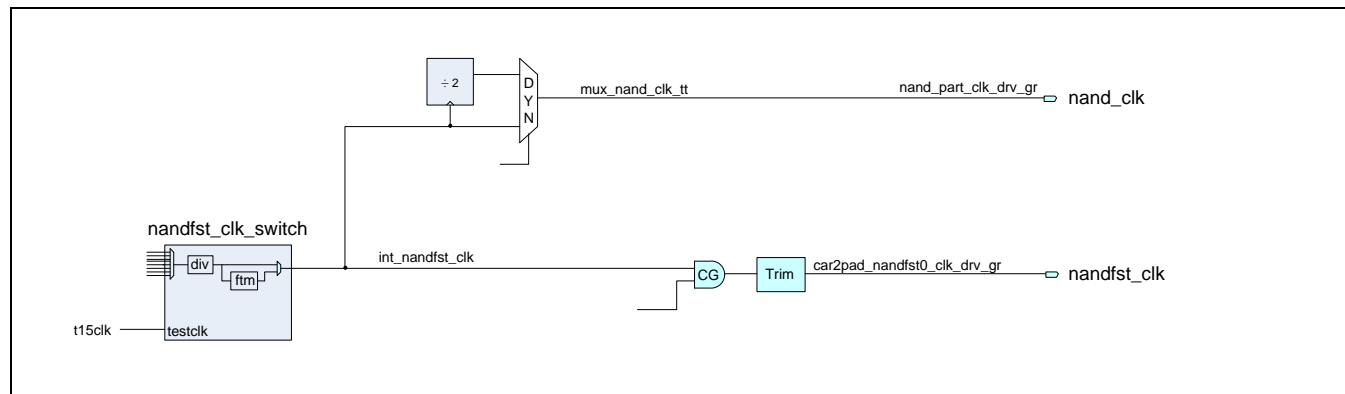 ÷ 2
D
Y
N
mux_nand_clk_tt
nand_part_clk_drv_gr
nand_clk
nandfst_clk_switch
div
ftm
int_nandfst_clk
CG
Trim
car2pad_nandfst0_clk_drv_gr
nandfst_clk
t15clk
testclk